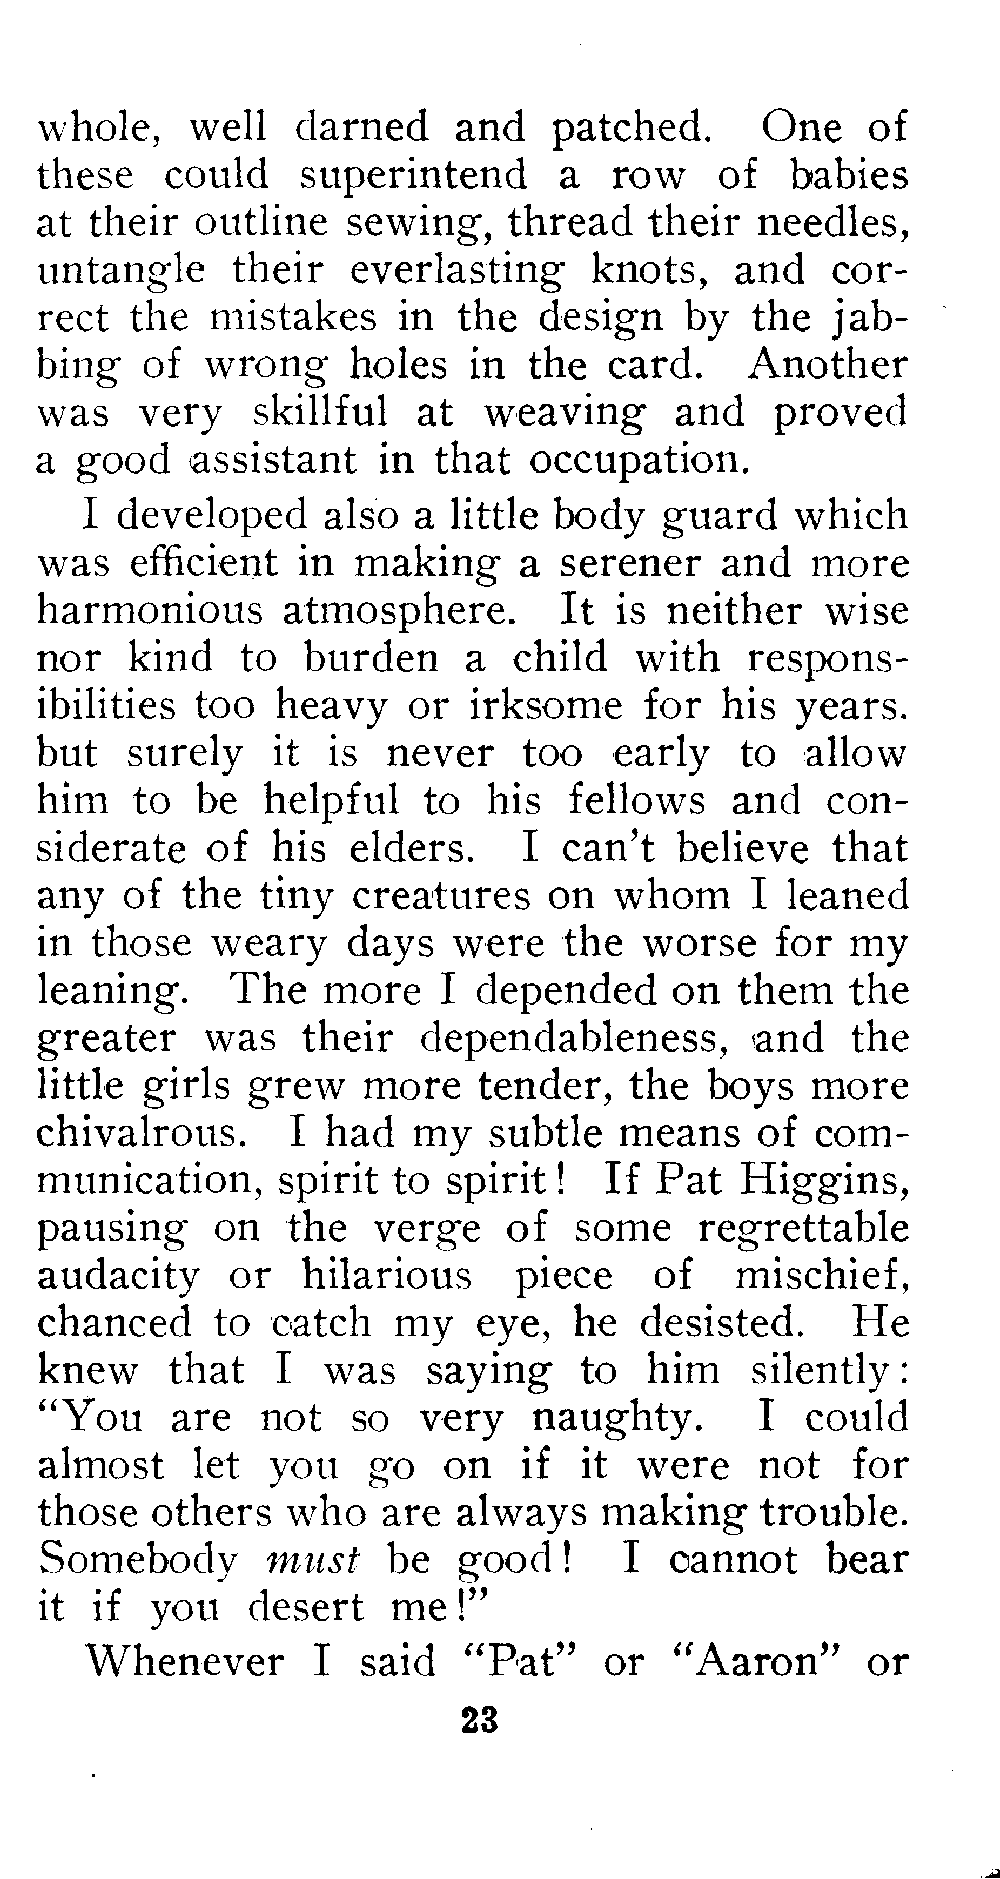 whole, well darned and patched. One of
these could superintend a row of babies
at their outline sewing, thread their needles,
untangle their everlasting knots, and cor-
rect the mistakes in the design by the jab-
bing of wrong holes in the card. Another
was very skillful at weaving and proved
a good assistant in that occupation.
I developed also a little body guard which
was efficient in making a serener and more
harmonious atmosphere. It is neither wise
nor kind to burden a child with respons-
ibilities too heavy or irksome for his years.
but surely it is never too early to allow
him to be helpful to his fellows and con-
siderate of his elders. I can't believe that
any of the tiny creatures on whom I leaned
in those weary days were the worse for my
leaning. The more I depended on them the
greater was their dependableness, and the
little girls grew more tender, the boys more
chivalrous. I had my subtle means of com-
munication, spirit to spirit! If Pat Higgins,
pausing on the verge of some regrettable
audacity or hilarious piece of mischief,
chanced to catch my eye, he desisted. He
knew that I was saying to him silently:
“You are not so very naughty. I could
almost let you go on if it were not for
those others who are always making trouble.
Somebody must be good! I cannot bear
it if you desert me!”
Whenever I said “Pat” or “Aaron” or
23